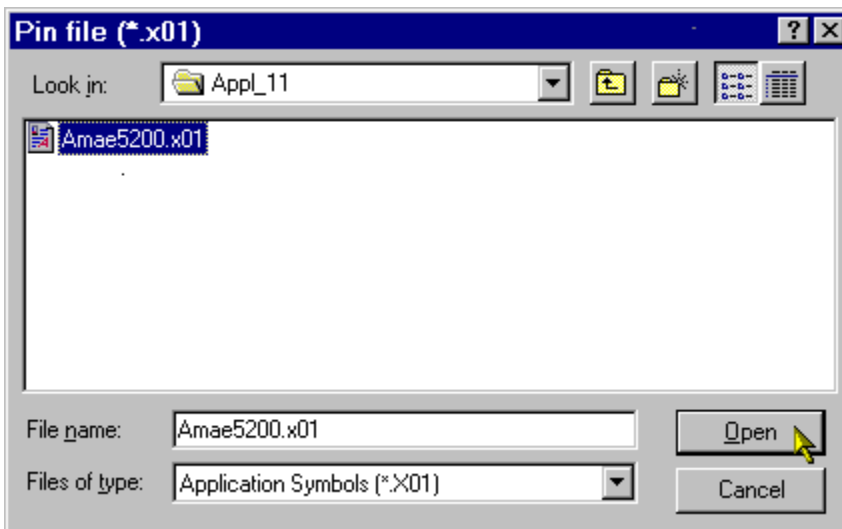 Pin file (*.x01)
Look in: Appl_11
Amae5200.x01
File name: Amae5200.x01 Open
Files of type: Application Symbols (*.X01) Cancel